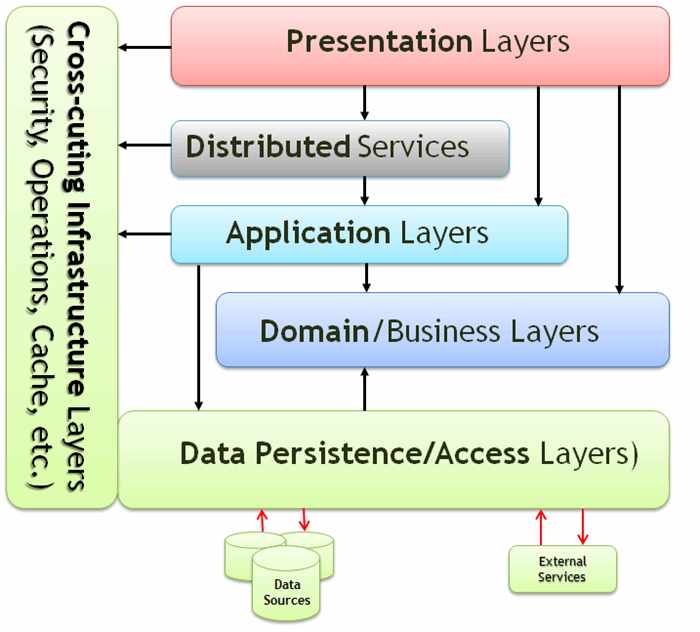 Cross-cuting Infrastructure Layers
(Security, Operations, Cache, etc.)
Presentation Layers
Distributed Services
Application Layers
Domain/Business Layers
Data Persistence/Access Layers)
Data
Sources
External
Services